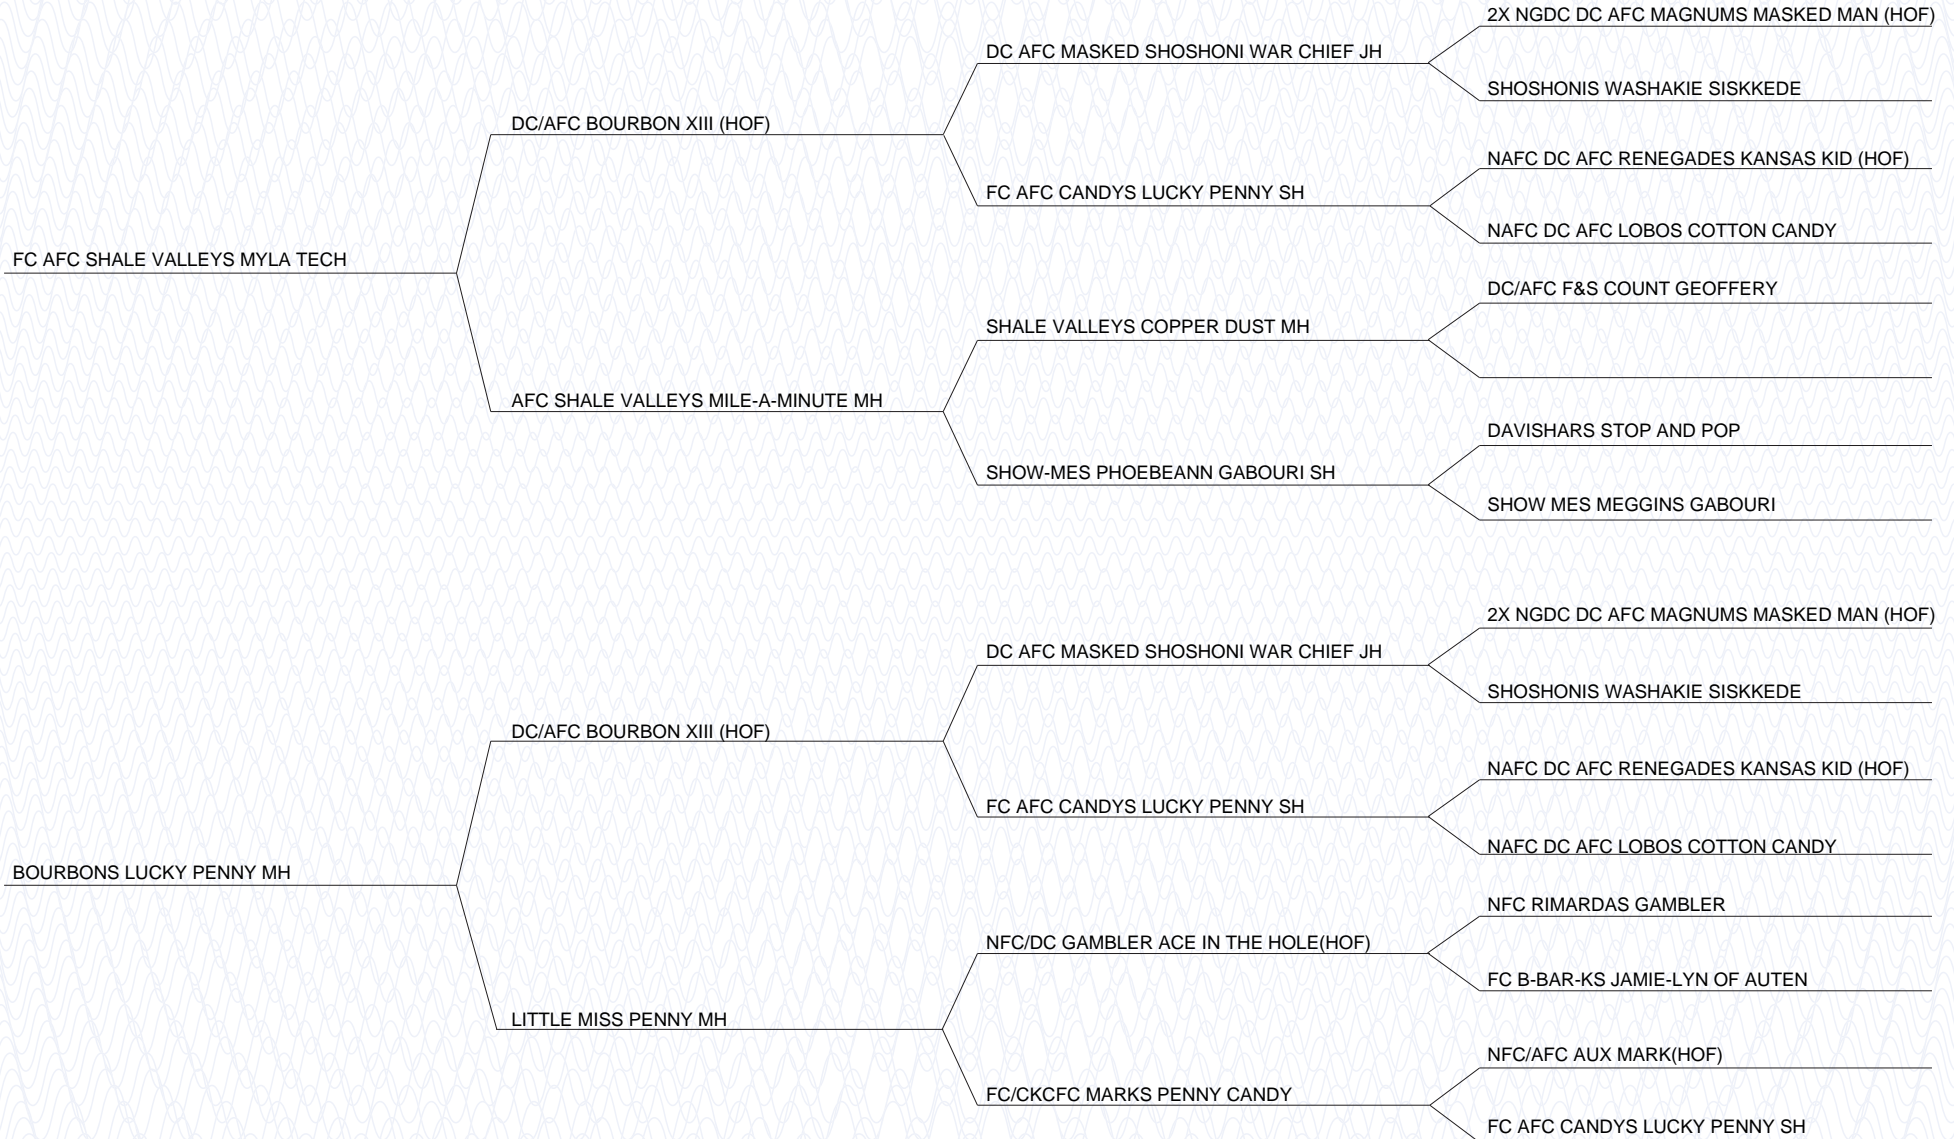 2X NGDC DC AFC MAGNUMS MASKED MAN (HOF)
DC AFC MASKED SHOSHONI WAR CHIEF JH
SHOSHONIS WASHAKIE SISKKEDE
DC/AFC BOURBON XIII (HOF)
NAFC DC AFC RENEGADES KANSAS KID (HOF)
FC AFC CANDYS LUCKY PENNY SH
NAFC DC AFC LOBOS COTTON CANDY
FC AFC SHALE VALLEYS MYLA TECH
DC/AFC F&S COUNT GEOFFERY
SHALE VALLEYS COPPER DUST MH
AFC SHALE VALLEYS MILE-A-MINUTE MH
DAVISHARS STOP AND POP
SHOW-MES PHOEBEANN GABOURI SH
SHOW MES MEGGINS GABOURI
2X NGDC DC AFC MAGNUMS MASKED MAN (HOF)
DC AFC MASKED SHOSHONI WAR CHIEF JH
SHOSHONIS WASHAKIE SISKKEDE
DC/AFC BOURBON XIII (HOF)
NAFC DC AFC RENEGADES KANSAS KID (HOF)
FC AFC CANDYS LUCKY PENNY SH
NAFC DC AFC LOBOS COTTON CANDY
BOURBONS LUCKY PENNY MH
NFC RIMARDAS GAMBLER
NFC/DC GAMBLER ACE IN THE HOLE(HOF)
FC B-BAR-KS JAMIE-LYN OF AUTEN
LITTLE MISS PENNY MH
NFC/AFC AUX MARK(HOF)
FC/CKCFC MARKS PENNY CANDY
FC AFC CANDYS LUCKY PENNY SH